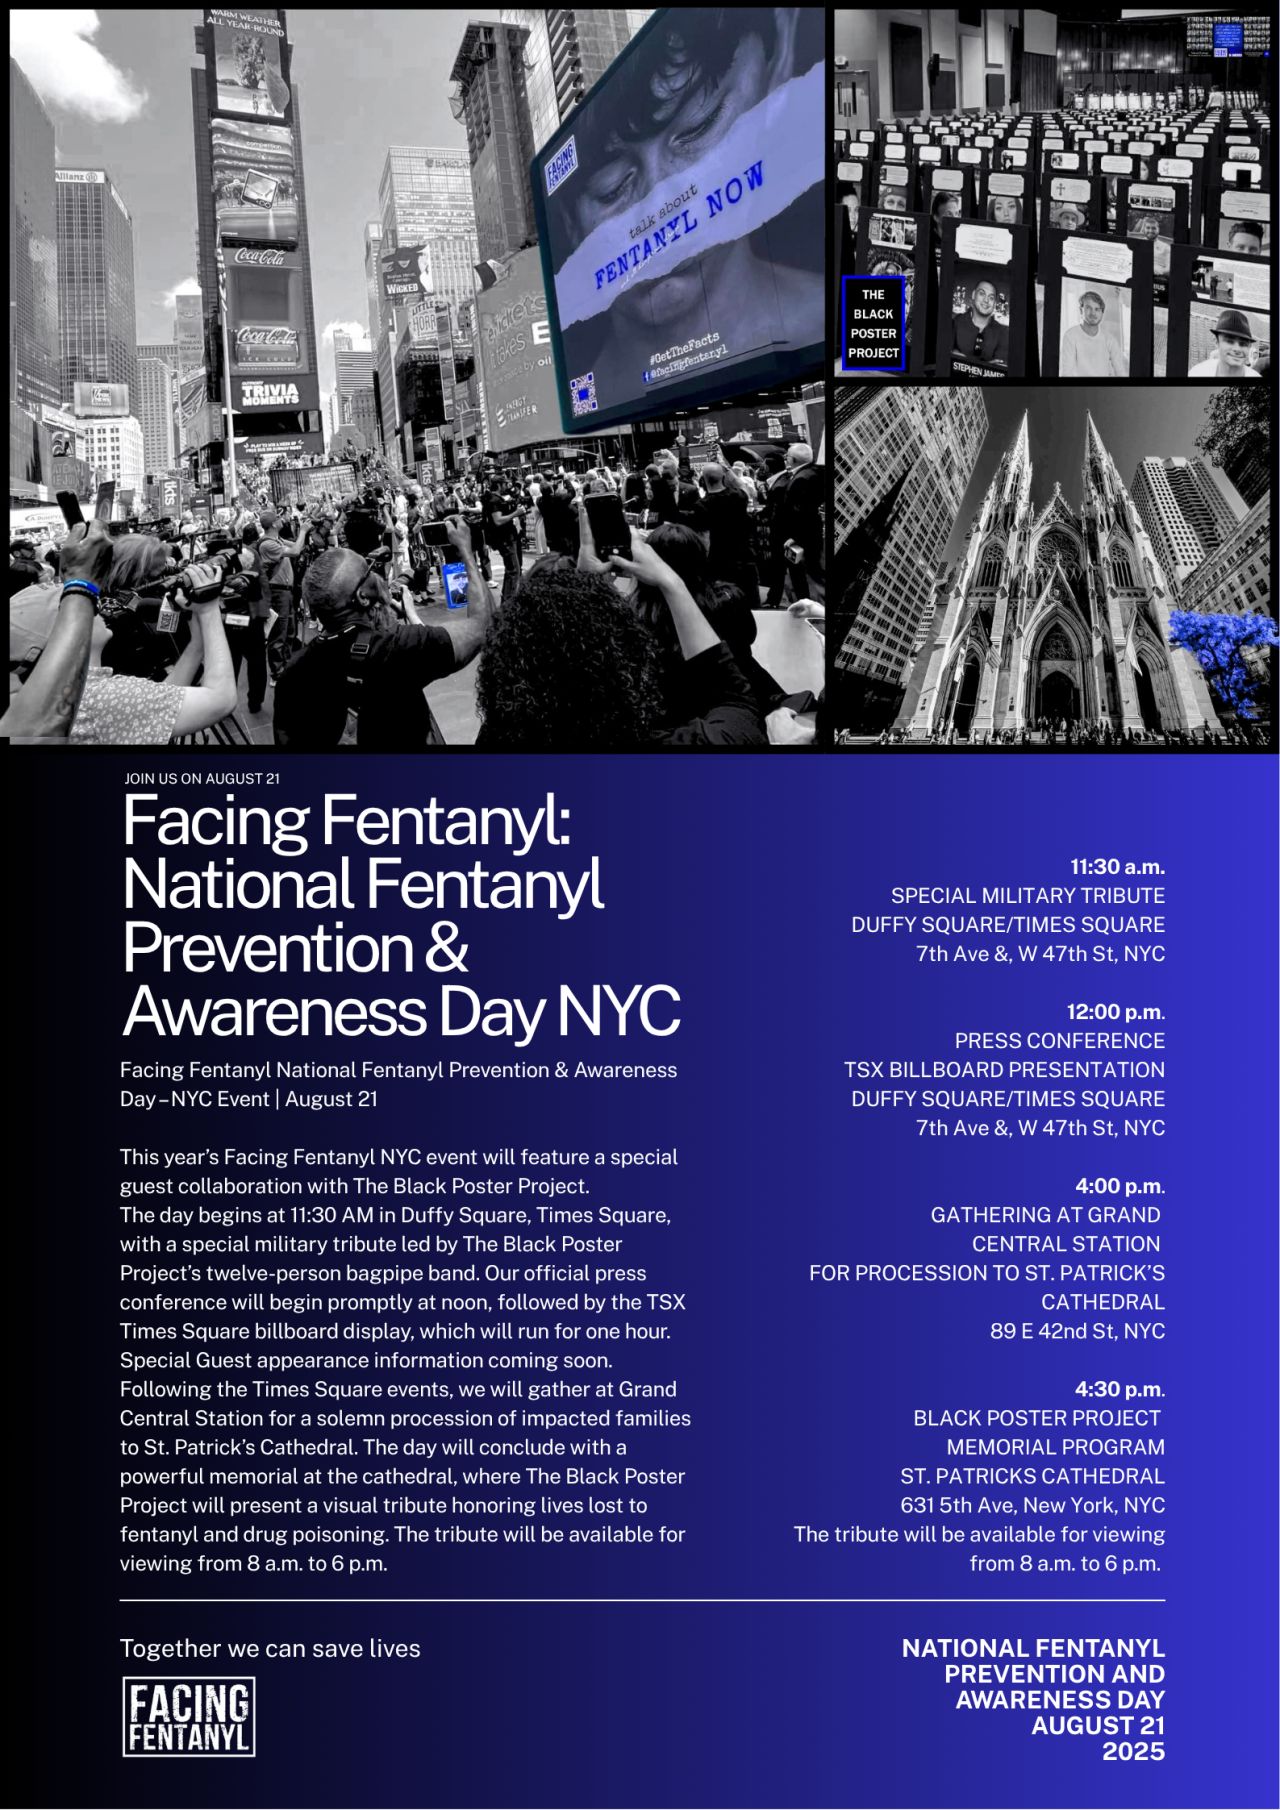 WARM WEATHER
ALL YEAR-ROUND
competition
Allianz
Coca-Cola
Coca-Cola
ICE COLD
TRIVIA
MOMENTS
WICKED
tkts
ENERGY
TRANSFER
FACING
FENTANYL
talk about
FENTANYL NOW
#GetTheFacts
@facingfentanyl
THE
BLACK
POSTER
PROJECT
STEPHEN JAMES
JOIN US ON AUGUST 21
Facing Fentanyl:
National Fentanyl
Prevention &
Awareness Day NYC
Facing Fentanyl National Fentanyl Prevention & Awareness
Day – NYC Event | August 21
This year’s Facing Fentanyl NYC event will feature a special
guest collaboration with The Black Poster Project.
The day begins at 11:30 AM in Duffy Square, Times Square,
with a special military tribute led by The Black Poster
Project’s twelve-person bagpipe band. Our official press
conference will begin promptly at noon, followed by the TSX
Times Square billboard display, which will run for one hour.
Special Guest appearance information coming soon.
Following the Times Square events, we will gather at Grand
Central Station for a solemn procession of impacted families
to St. Patrick’s Cathedral. The day will conclude with a
powerful memorial at the cathedral, where The Black Poster
Project will present a visual tribute honoring lives lost to
fentanyl and drug poisoning. The tribute will be available for
viewing from 8 a.m. to 6 p.m.
11:30 a.m.
SPECIAL MILITARY TRIBUTE
DUFFY SQUARE/TIMES SQUARE
7th Ave &, W 47th St, NYC
12:00 p.m.
PRESS CONFERENCE
TSX BILLBOARD PRESENTATION
DUFFY SQUARE/TIMES SQUARE
7th Ave &, W 47th St, NYC
4:00 p.m.
GATHERING AT GRAND
CENTRAL STATION
FOR PROCESSION TO ST. PATRICK’S
CATHEDRAL
89 E 42nd St, NYC
4:30 p.m.
BLACK POSTER PROJECT
MEMORIAL PROGRAM
ST. PATRICKS CATHEDRAL
631 5th Ave, New York, NYC
The tribute will be available for viewing
from 8 a.m. to 6 p.m.
Together we can save lives
FACING
FENTANYL
NATIONAL FENTANYL
PREVENTION AND
AWARENESS DAY
AUGUST 21
2025